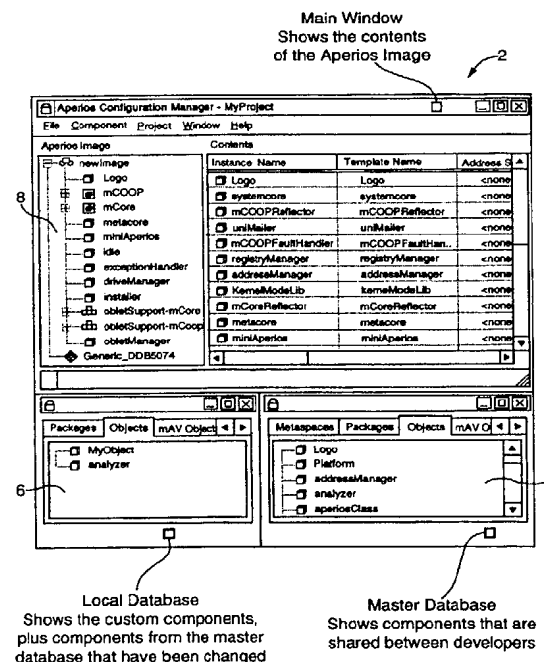 Main Window
Shows the contents
of the Aperios Image
2
Aperios Configuration Manager - MyProject
File Component Project Window Help
Aperios Image
Contents
newImage
Logo
mCOOP
mCore
metacore
miniAperios
idle
exceptionHandler
driveManager
installer
obletSupport-mCore
obletSupport-mCoop
obletManager
Generic_DDB5074
8
Instance Name Template Name Address S
Logo Logo <none
systemcore systemcore <none
mCOOPReflector mCOOPReflector <none
uniMailer uniMailer <none
mCOOPFaultHandler mCOOPFaultHan.. <none
registryManager registryManager <none
addressManager addressManager <none
KernelModeLib kernelModeLib <none
mCoreReflector mCoreReflector <none
metacore metacore <none
miniAperios miniAperios <none
Packages Objects mAV Object
MyObject
analyzer
6
Metaspaces Packages Objects mAV O
Logo
Platform
addressManager
analyzer
aperiosClass
Local Database
Shows the custom components,
plus components from the master
database that have been changed
Master Database
Shows components that are
shared between developers